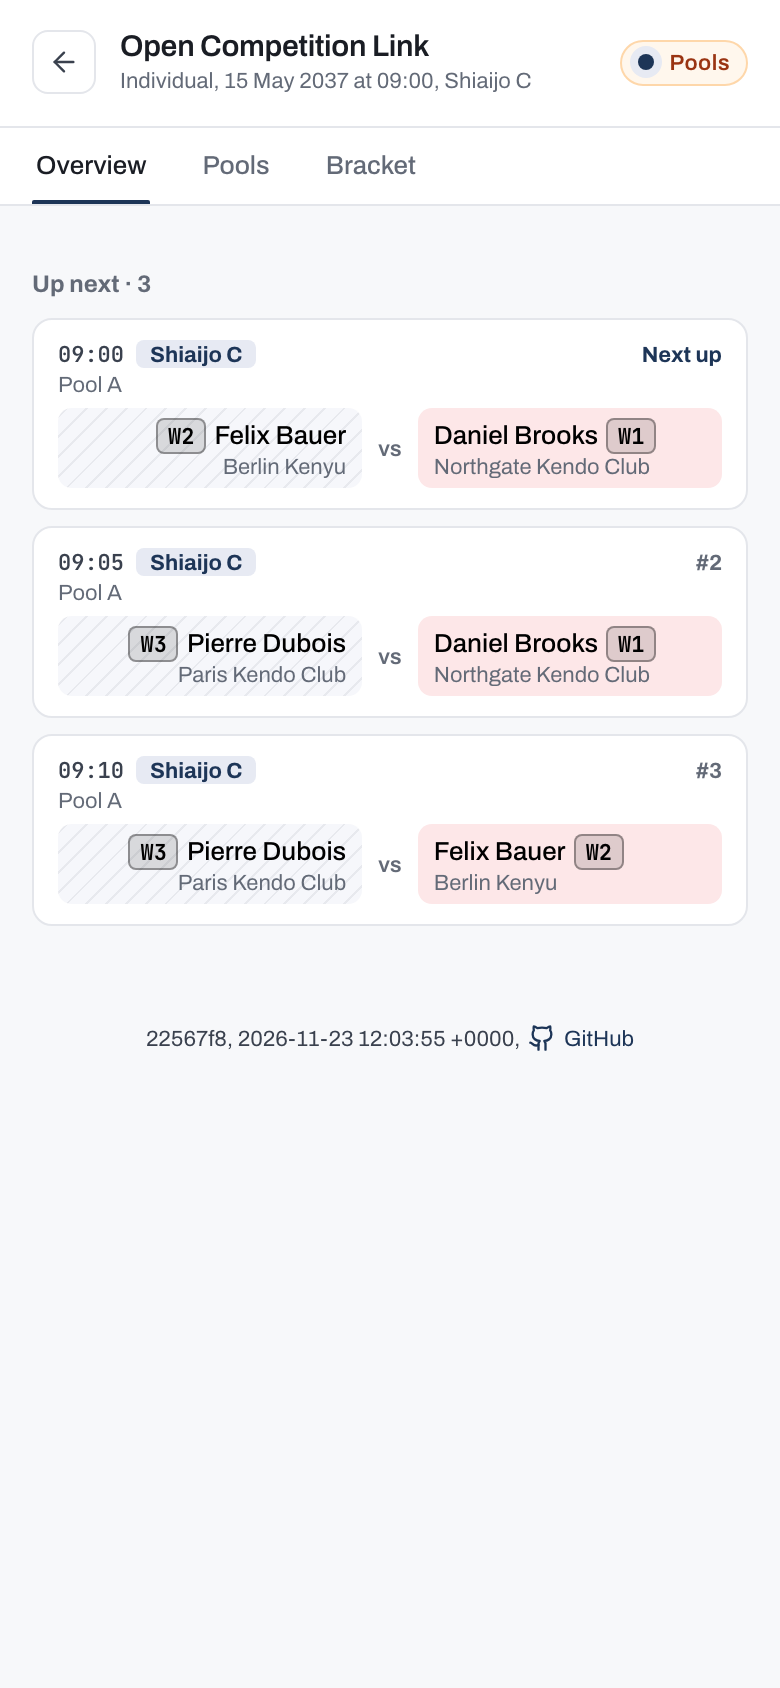 Open Competition Link
Individual, 15 May 2037 at 09:00, Shiaijo C
Pools
Overview
Pools
Bracket
Up next · 3
09:00 Shiaijo C
Next up
Pool A
W2 Felix Bauer
Berlin Kenyu
vs
Daniel Brooks W1
Northgate Kendo Club
09:05 Shiaijo C
#2
Pool A
W3 Pierre Dubois
Paris Kendo Club
vs
Daniel Brooks W1
Northgate Kendo Club
09:10 Shiaijo C
#3
Pool A
W3 Pierre Dubois
Paris Kendo Club
vs
Felix Bauer W2
Berlin Kenyu
22567f8, 2026-11-23 12:03:55 +0000, GitHub